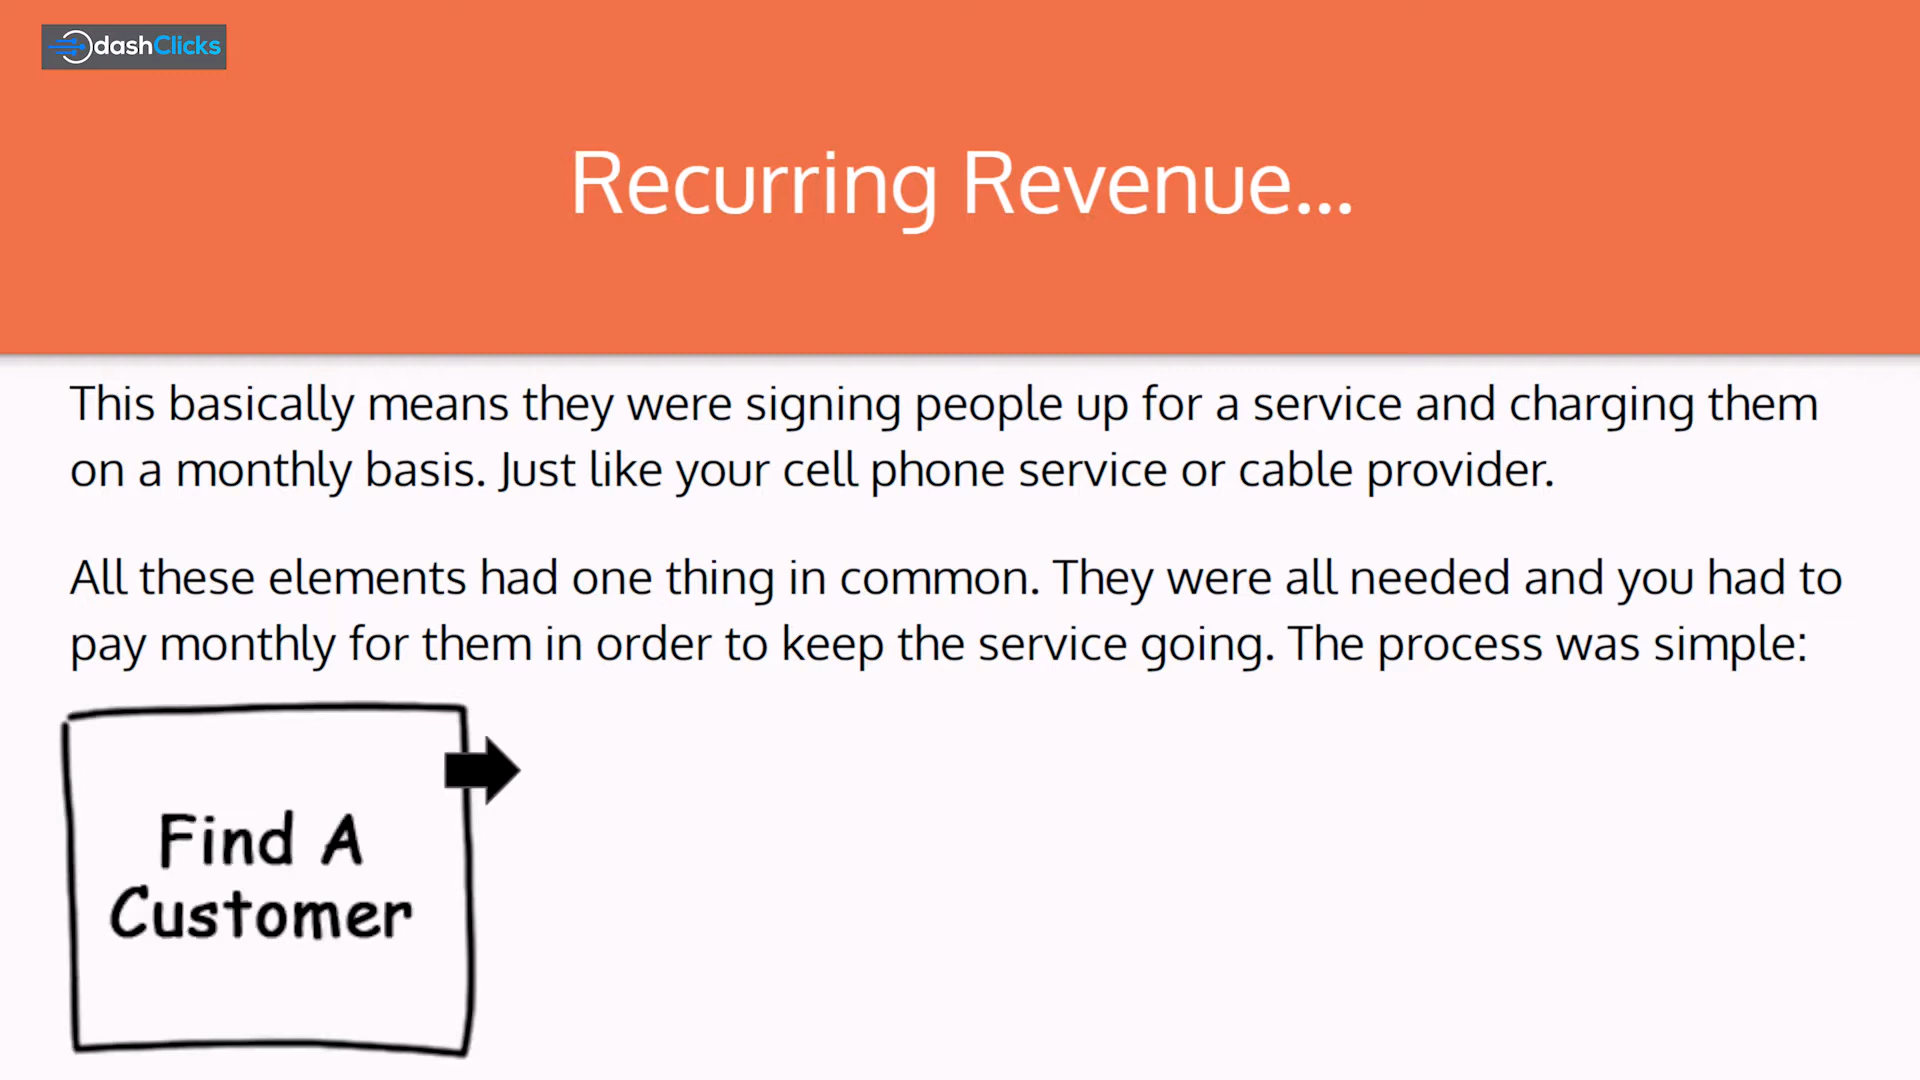 dashClicks
Recurring Revenue...
This basically means they were signing people up for a service and charging them
on a monthly basis. Just like your cell phone service or cable provider.
All these elements had one thing in common. They were all needed and you had to
pay monthly for them in order to keep the service going. The process was simple:
Find A
Customer